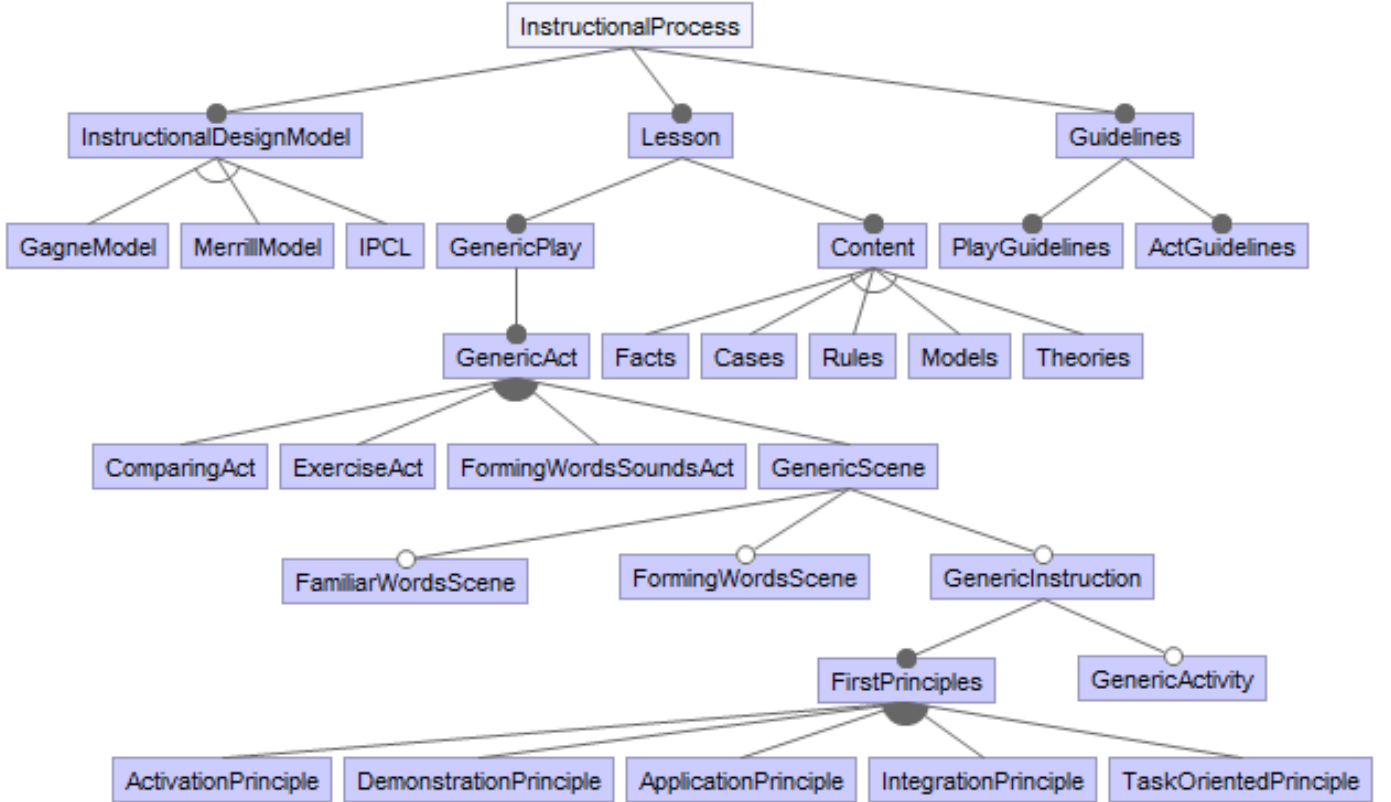 InstructionalProcess
InstructionalDesignModel Lesson Guidelines
GagneModel MerrillModel IPCL GenericPlay Content PlayGuidelines ActGuidelines
GenericAct Facts Cases Rules Models Theories
ComparingAct ExerciseAct FormingWordsSoundsAct GenericScene
FamiliarWordsScene FormingWordsScene GenericInstruction
FirstPrinciples GenericActivity
ActivationPrinciple DemonstrationPrinciple ApplicationPrinciple IntegrationPrinciple TaskOrientedPrinciple